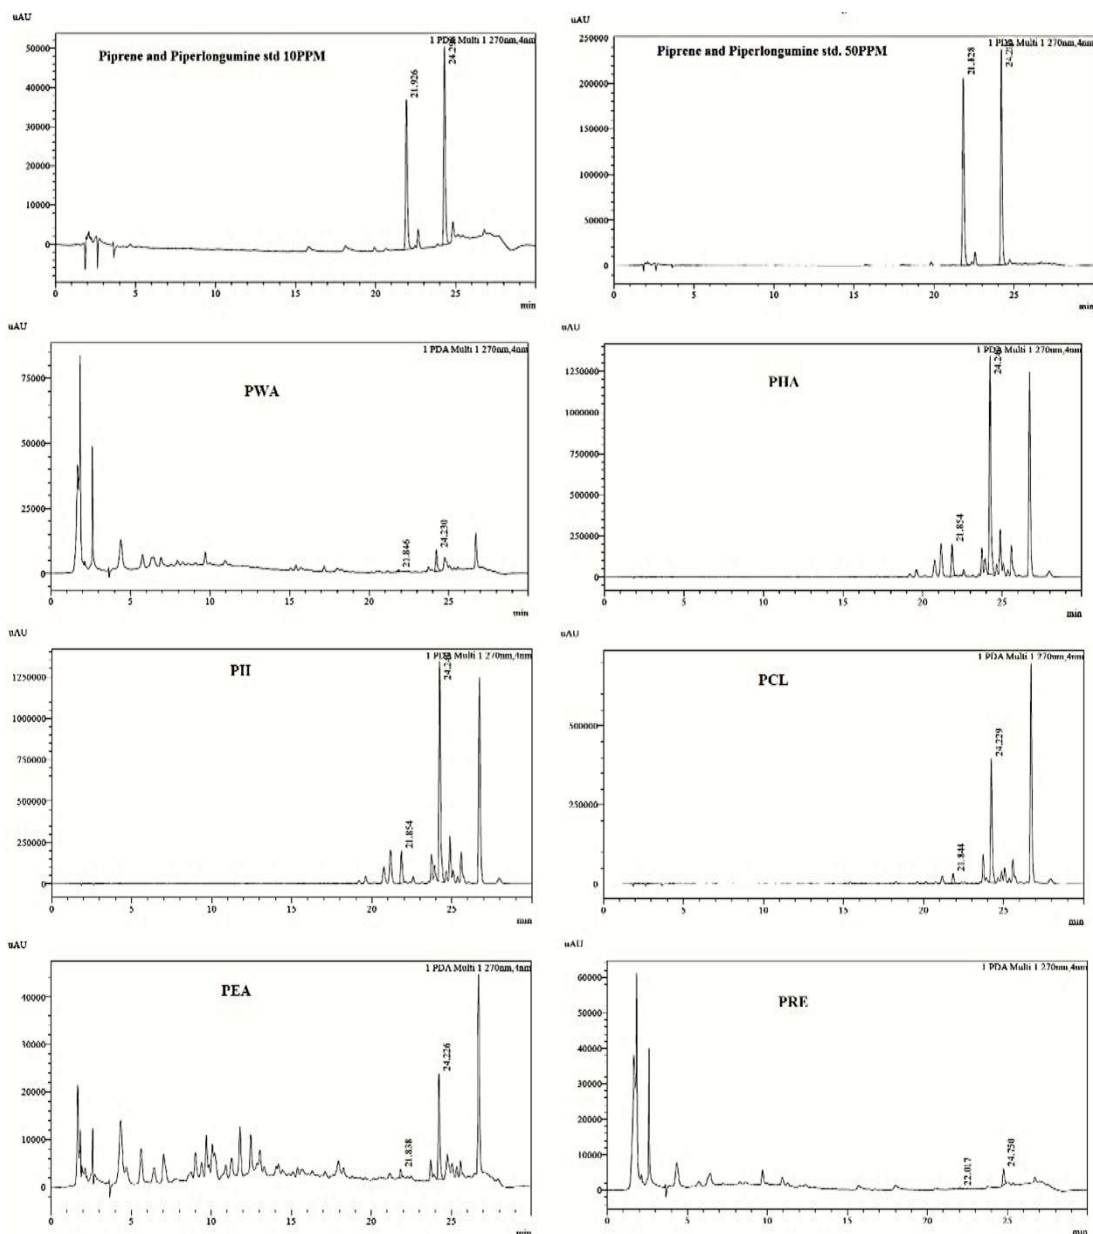 uAU
Piprene and Piperlongumine std 10PPM
1 PDA Multi 1 270nm,4nm
21.926
50000
40000
30000
20000
10000
0
0 5 10 15 20 25
min
uAU
Piprene and Piperlongumine std. 50PPM
1 PDA Multi 1 270nm,4nm
21.828
250000
200000
150000
100000
50000
0
0 5 10 15 20 25
min
uAU
PWA
1 PDA Multi 1 270nm,4nm
21.846
24.230
75000
50000
25000
0
0 5 10 15 20 25
min
uAU
PHA
1 PDA Multi 1 270nm,4nm
21.854
1250000
1000000
750000
500000
250000
0
0 5 10 15 20 25
min
uAU
PH
1 PDA Multi 1 270nm,4nm
21.854
1250000
1000000
750000
500000
250000
0
0 5 10 15 20 25
min
uAU
PCL
1 PDA Multi 1 270nm,4nm
21.844
24.229
500000
250000
0
0 5 10 15 20 25
min
uAU
PEA
1 PDA Multi 1 270nm,4nm
21.838
24.226
40000
30000
20000
10000
0
0 5 10 15 20 25
min
uAU
PRE
1 PDA Multi 1 270nm,4nm
22.017
24.750
60000
50000
40000
30000
20000
10000
0
0 5 10 15 20 25
min